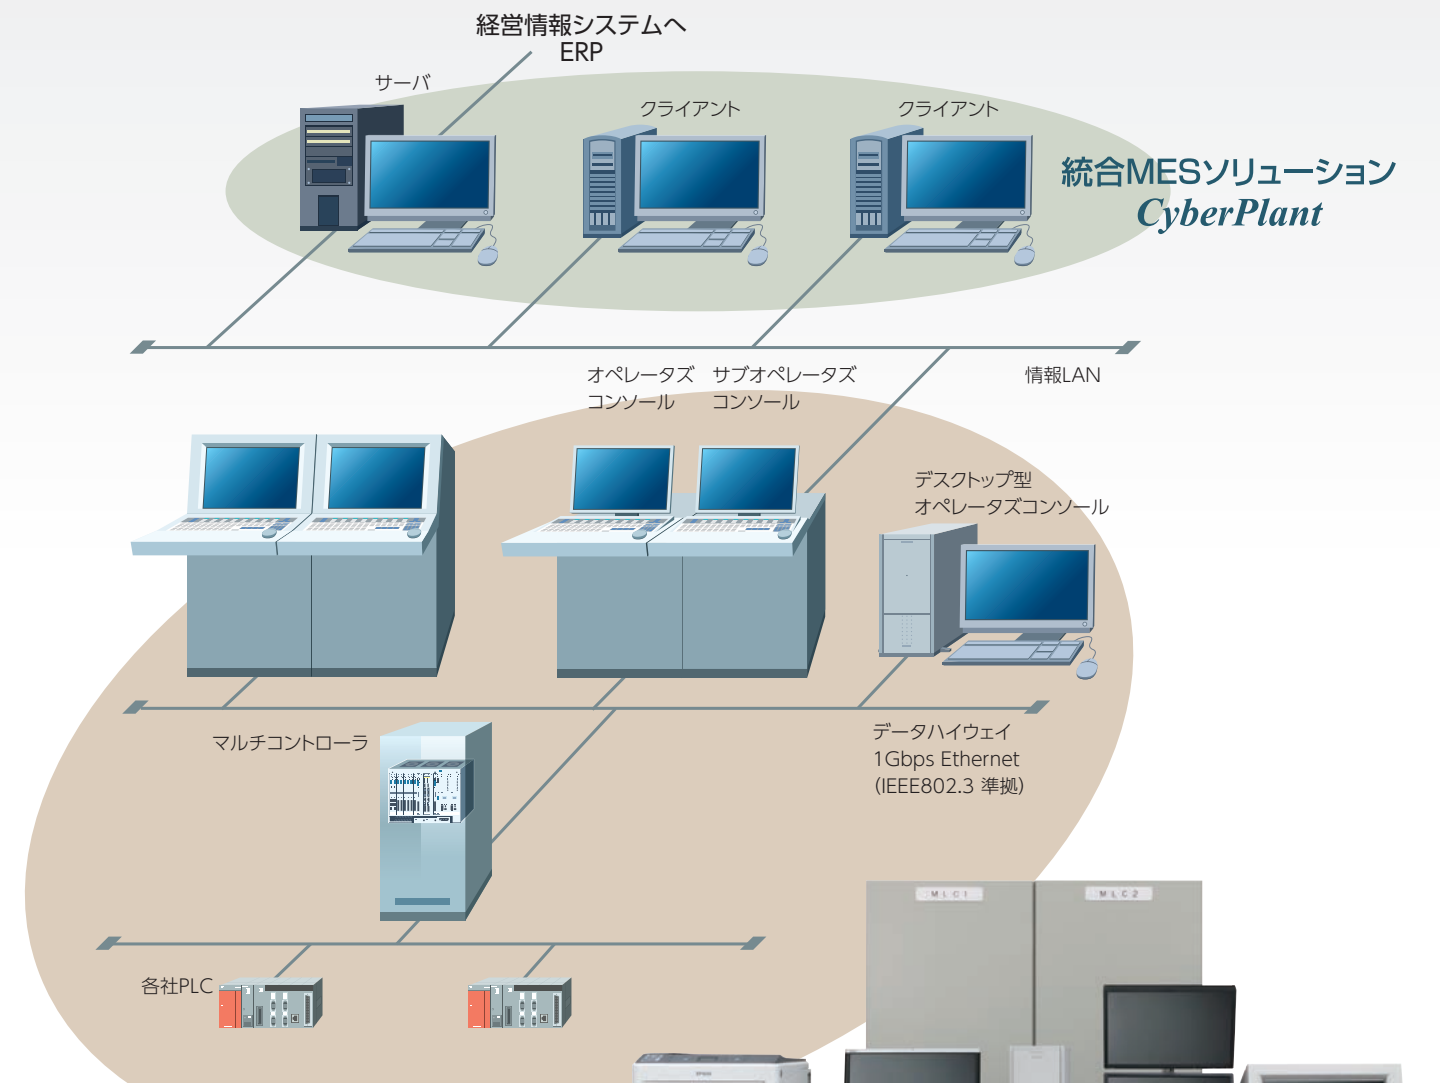 経営情報システムへ
ERP
サーバ
クライアント
クライアント
統合MESソリューション
CyberPlant
情報LAN
オペレータズ
コンソール
サブオペレータズ
コンソール
デスクトップ型
オペレータズコンソール
マルチコントローラ
データハイウェイ
1Gbps Ethernet
(IEEE802.3 準拠)
各社PLC
MLC1
MLC2
EPSON